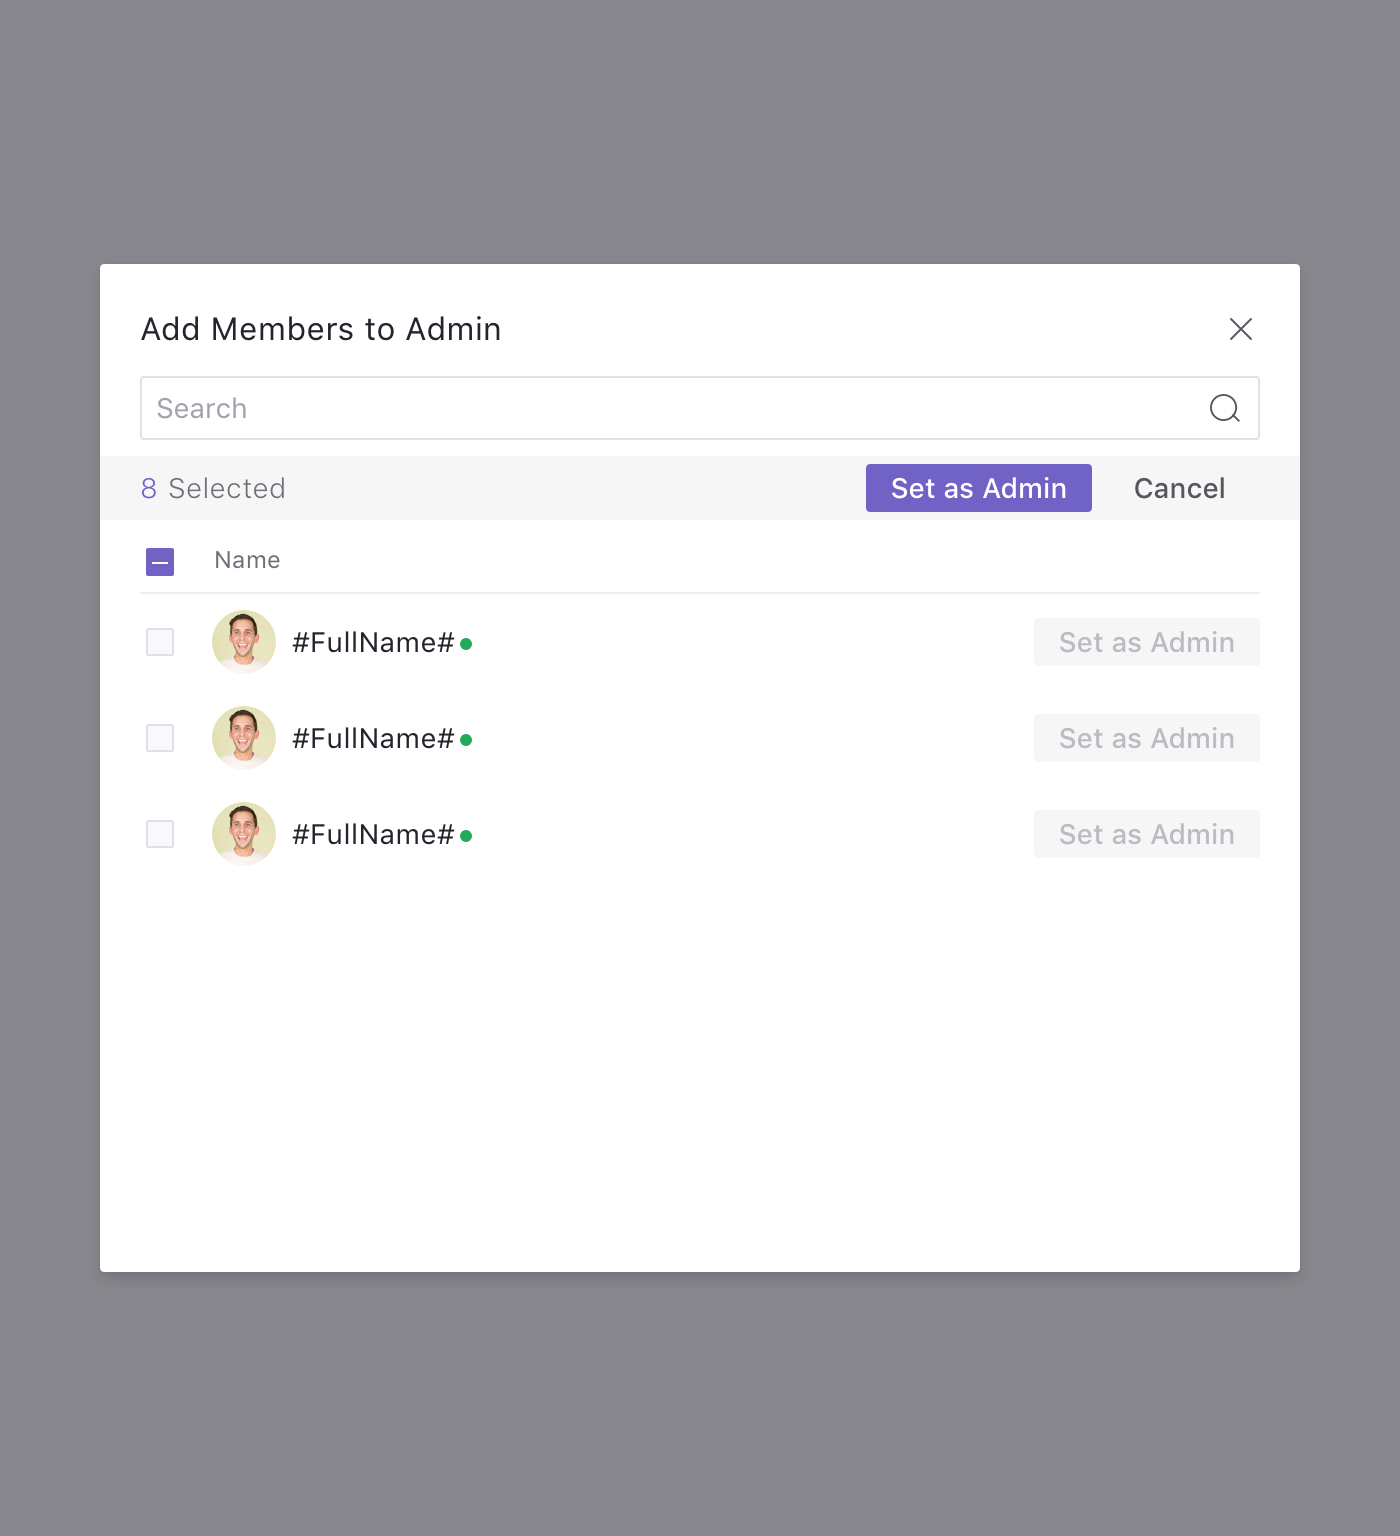 Add Members to Admin
Search
8 Selected Set as Admin Cancel
Name
#FullName# Set as Admin
#FullName# Set as Admin
#FullName# Set as Admin